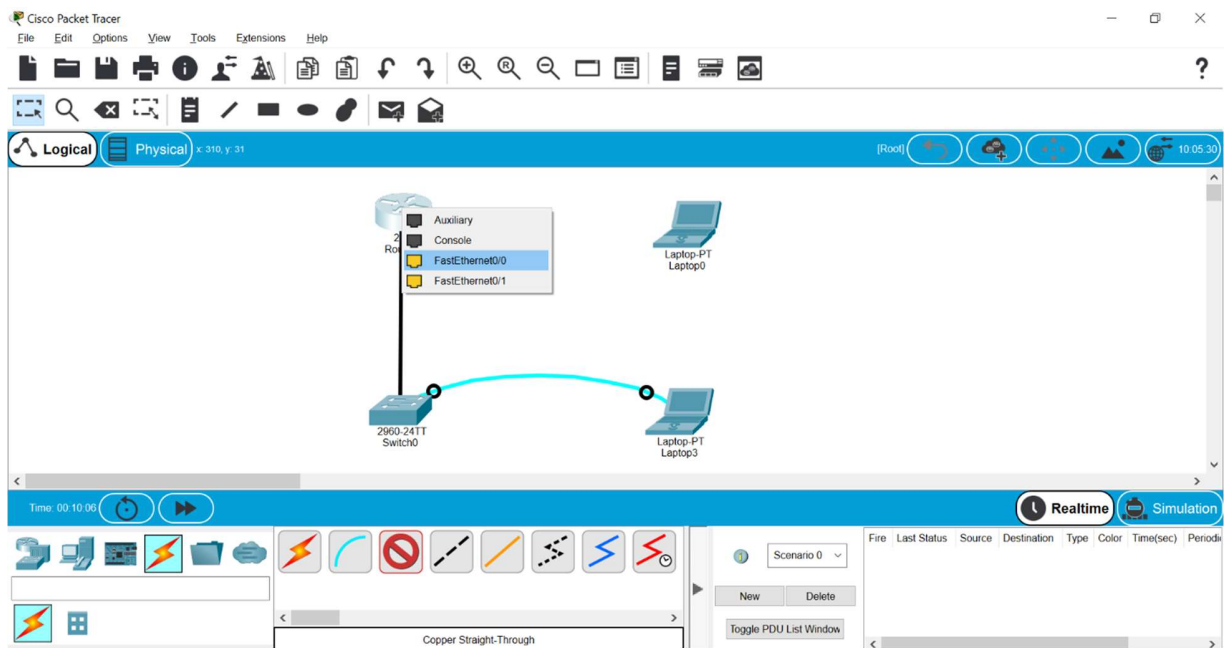 Cisco Packet Tracer
File Edit Options View Tools Extensions Help
R
?
Logical Physical x: 310, y: 31 [Root] 10:05:30
Auxiliary
Console
FastEthernet0/0
FastEthernet0/1
2
Ro
Laptop-PT
Laptop0
2960-24TT
Switch0
Laptop-PT
Laptop3
Time: 00:10:06 Realtime Simulation
Fire Last Status Source Destination Type Color Time(sec) Periodi
Scenario 0
New Delete
Toggle PDU List Window
Copper Straight-Through